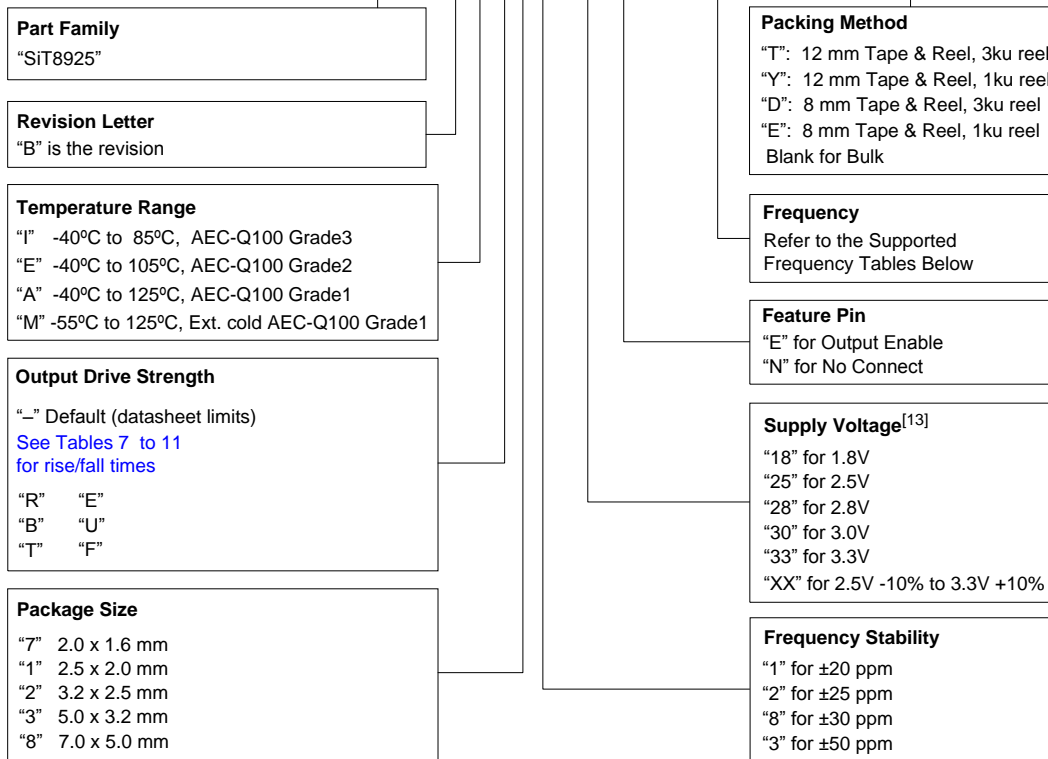 Part Family
“SiT8925”
Revision Letter
“B” is the revision
Temperature Range
“I” -40ºC to 85ºC, AEC-Q100 Grade3
“E” -40ºC to 105ºC, AEC-Q100 Grade2
“A” -40ºC to 125ºC, AEC-Q100 Grade1
“M” -55ºC to 125ºC, Ext. cold AEC-Q100 Grade1
Output Drive Strength
“–” Default (datasheet limits)
See Tables 7 to 11
for rise/fall times
“R” “E”
“B” “U”
“T” “F”
Package Size
“7” 2.0 x 1.6 mm
“1” 2.5 x 2.0 mm
“2” 3.2 x 2.5 mm
“3” 5.0 x 3.2 mm
“8” 7.0 x 5.0 mm
Packing Method
“T”: 12 mm Tape & Reel, 3ku reel
“Y”: 12 mm Tape & Reel, 1ku reel
“D”: 8 mm Tape & Reel, 3ku reel
“E”: 8 mm Tape & Reel, 1ku reel
Blank for Bulk
Frequency
Refer to the Supported
Frequency Tables Below
Feature Pin
“E” for Output Enable
“N” for No Connect
Supply Voltage[13]
“18” for 1.8V
“25” for 2.5V
“28” for 2.8V
“30” for 3.0V
“33” for 3.3V
“XX” for 2.5V -10% to 3.3V +10%
Frequency Stability
“1” for ±20 ppm
“2” for ±25 ppm
“8” for ±30 ppm
“3” for ±50 ppm